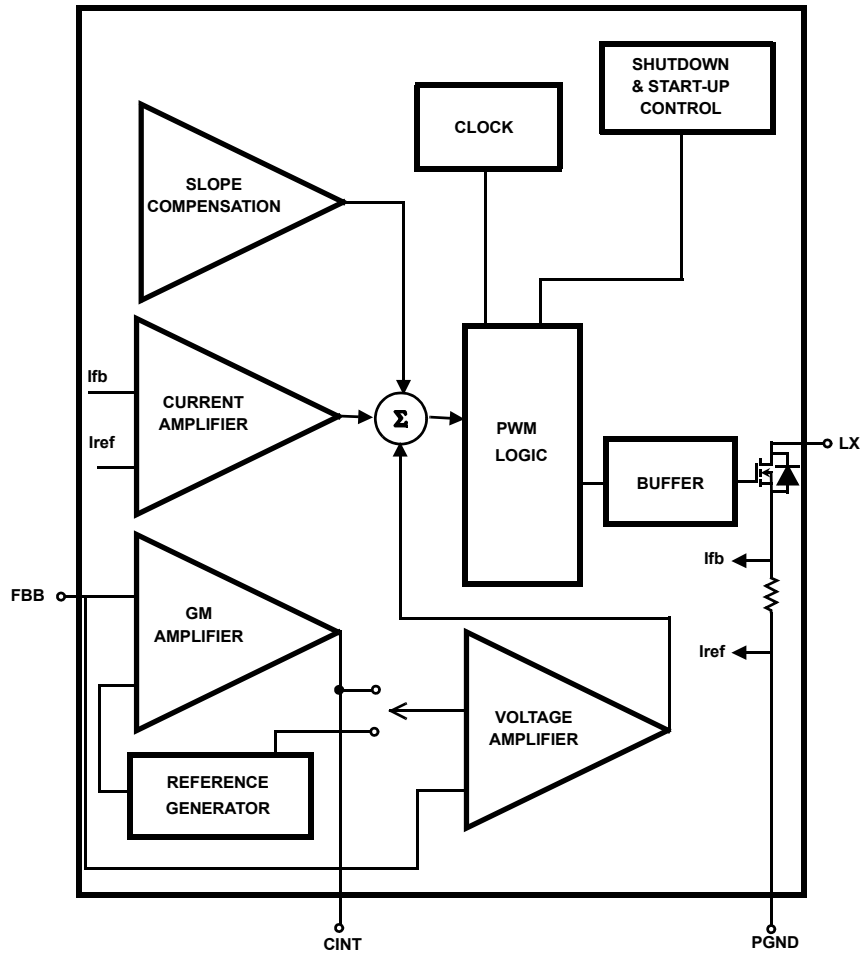 SHUTDOWN
& START-UP
CONTROL
CLOCK
SLOPE
COMPENSATION
Ifb
CURRENT
AMPLIFIER
Iref
Σ
PWM
LOGIC
BUFFER
LX
Ifb
Iref
FBB
GM
AMPLIFIER
VOLTAGE
AMPLIFIER
REFERENCE
GENERATOR
CINT
PGND